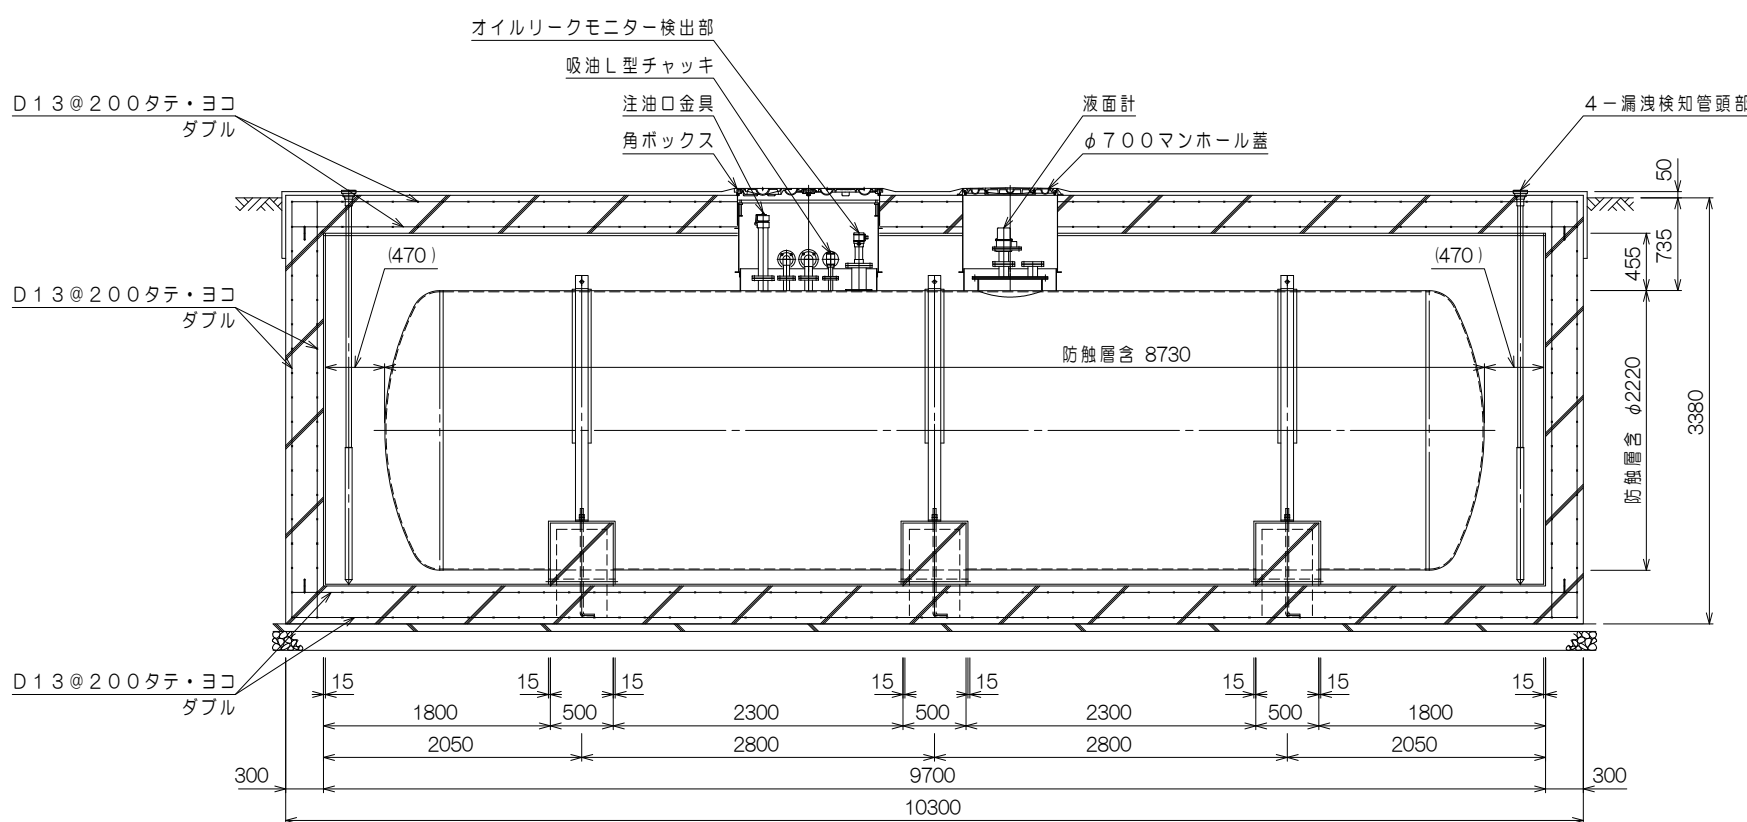 オイルリークモニター検出部
吸油L型チャッキ
D13@200タテ・ヨコ
ダブル
注油口金具
液面計
4-漏洩検知管頭部
角ボックス
φ700マンホール蓋
50
(470)
(470)
455
735
D13@200タテ・ヨコ
ダブル
防触層含 8730
防触層含 φ2220
3380
D13@200タテ・ヨコ
ダブル
15 15 15 15 15 15 15 15
1800 500 2300 500 2300 500 1800
2050 2800 2800 2050
300 9700 300
10300